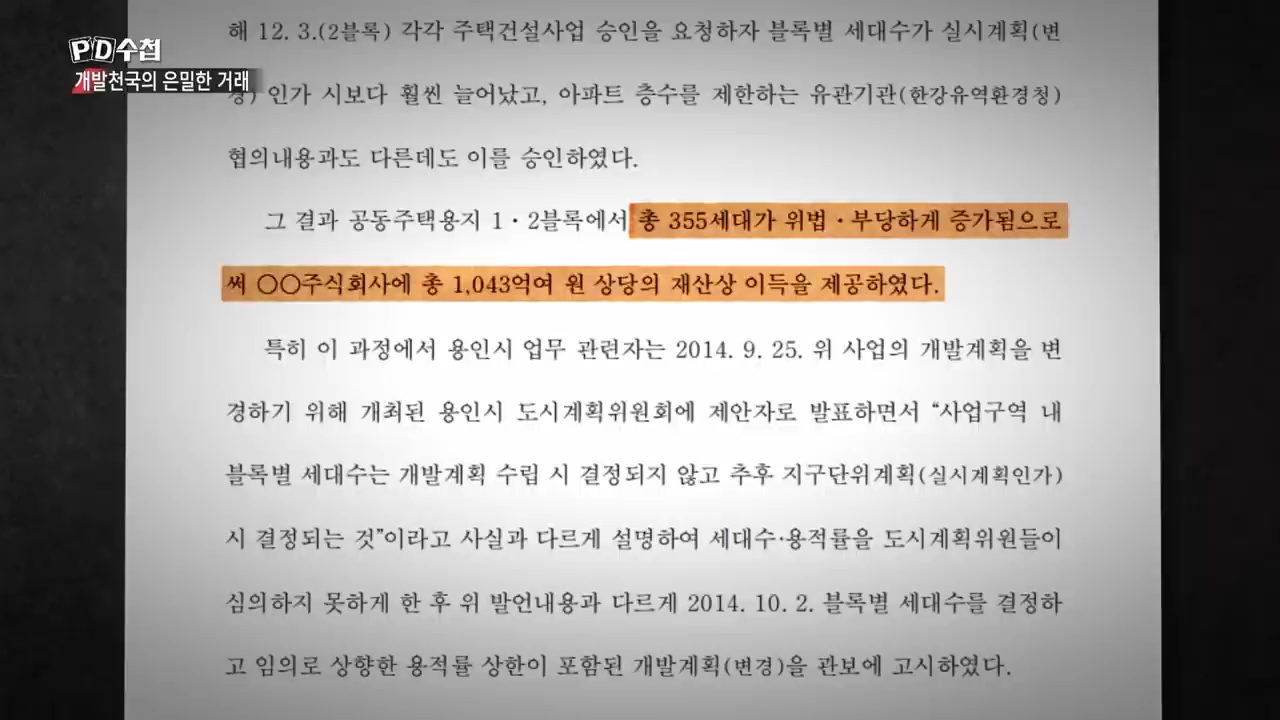 PD수첩
개발천국의 은밀한 거래
해 12. 3.(2블록) 각각 주택건설사업 승인을 요청하자 블록별 세대수가 실시계획(변
경) 인가 시보다 훨씬 늘어났고, 아파트 층수를 제한하는 유관기관(한강유역환경청)
협의내용과도 다른데도 이를 승인하였다.
그 결과 공동주택용지 1·2블록에서 총 355세대가 위법·부당하게 증가됨으로
써 ○○주식회사에 총 1,043억여 원 상당의 재산상 이득을 제공하였다.
특히 이 과정에서 용인시 업무 관련자는 2014. 9. 25. 위 사업의 개발계획을 변
경하기 위해 개최된 용인시 도시계획위원회에 제안자로 발표하면서 “사업구역 내
블록별 세대수는 개발계획 수립 시 결정되지 않고 추후 지구단위계획(실시계획인가)
시 결정되는 것”이라고 사실과 다르게 설명하여 세대수·용적률을 도시계획위원들이
심의하지 못하게 한 후 위 발언내용과 다르게 2014. 10. 2. 블록별 세대수를 결정하
고 임의로 상향한 용적률 상한이 포함된 개발계획(변경)을 관보에 고시하였다.